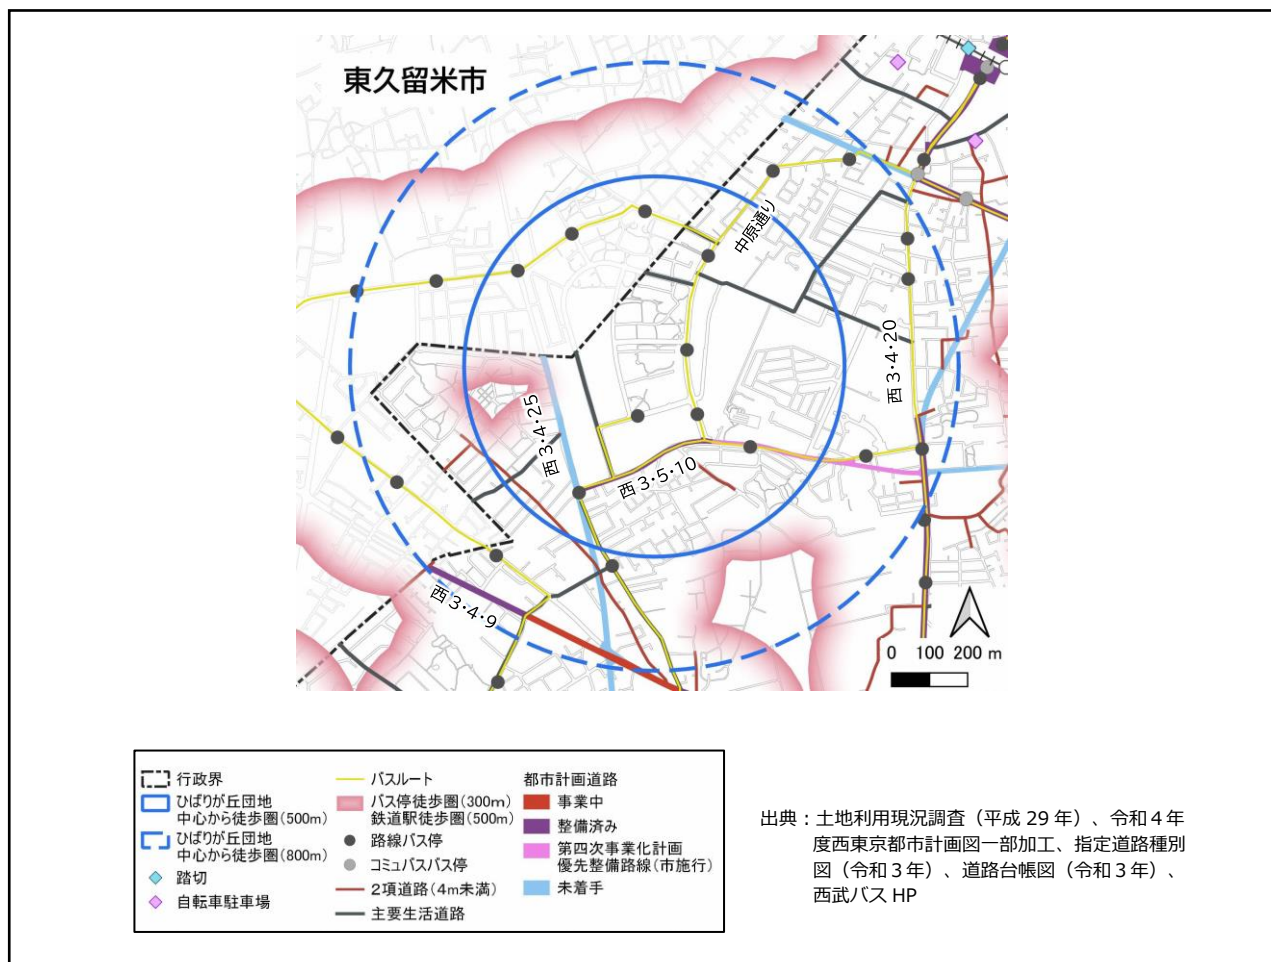 東久留米市
中原通り
西3・4・20
西3・4・25
西3・5・10
西3・4・9
0 100 200 m
行政界
ひばりが丘団地
中心から徒歩圏(500m)
ひばりが丘団地
中心から徒歩圏(800m)
踏切
自転車駐車場
バスルート
バス停徒歩圏(300m)
鉄道駅徒歩圏(500m)
路線バス停
コミュバスバス停
2項道路(4m未満)
主要生活道路
都市計画道路
事業中
整備済み
第四次事業化計画
優先整備路線(市施行)
未着手
出典:土地利用現況調査(平成 29 年)、令和4年
度西東京都市計画図一部加工、指定道路種別
図(令和3年)、道路台帳図(令和3年)、
西武バス HP